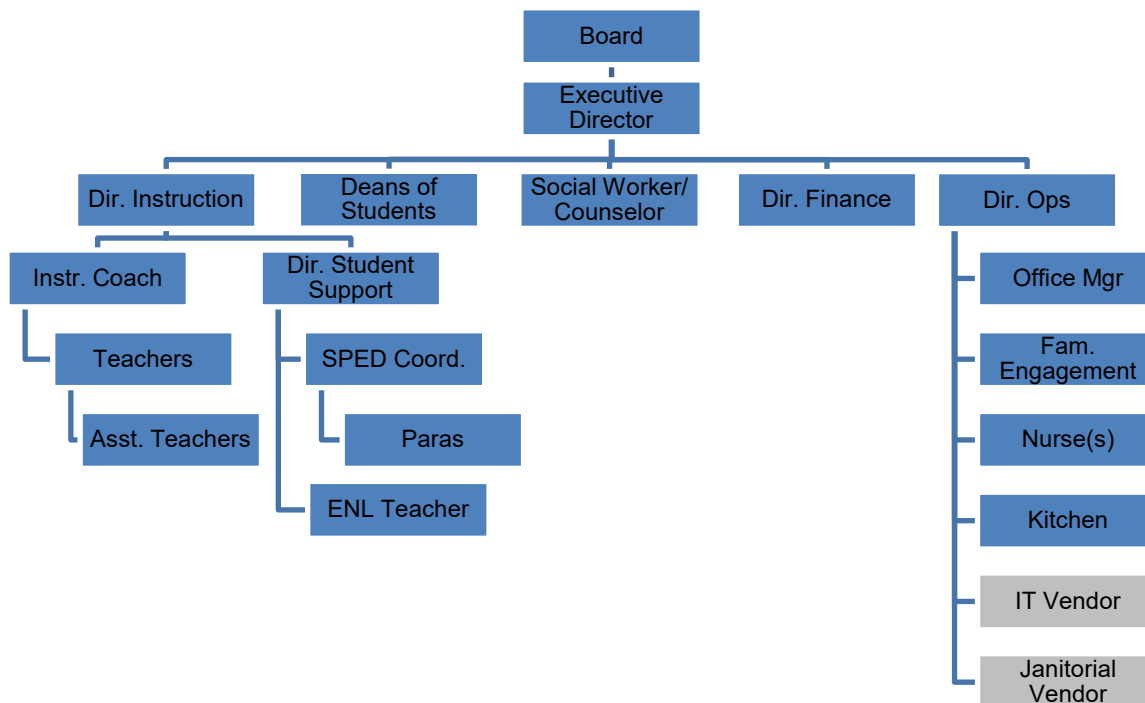 Board
Executive
Director
Dir. Instruction
Deans of
Students
Social Worker/
Counselor
Dir. Finance
Dir. Ops
Instr. Coach
Dir. Student
Support
Office Mgr
Teachers
SPED Coord.
Fam.
Engagement
Asst. Teachers
Paras
Nurse(s)
ENL Teacher
Kitchen
IT Vendor
Janitorial
Vendor